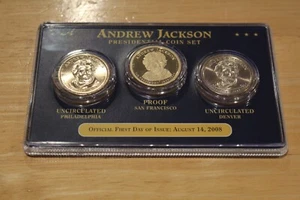 ANDREW JACKSON
PRESIDENTIAL COIN SET
UNCIRCULATED
PHILADELPHIA
PROOF
SAN FRANCISCO
UNCIRCULATED
DENVER
OFFICIAL FIRST DAY OF ISSUE: AUGUST 14, 2008